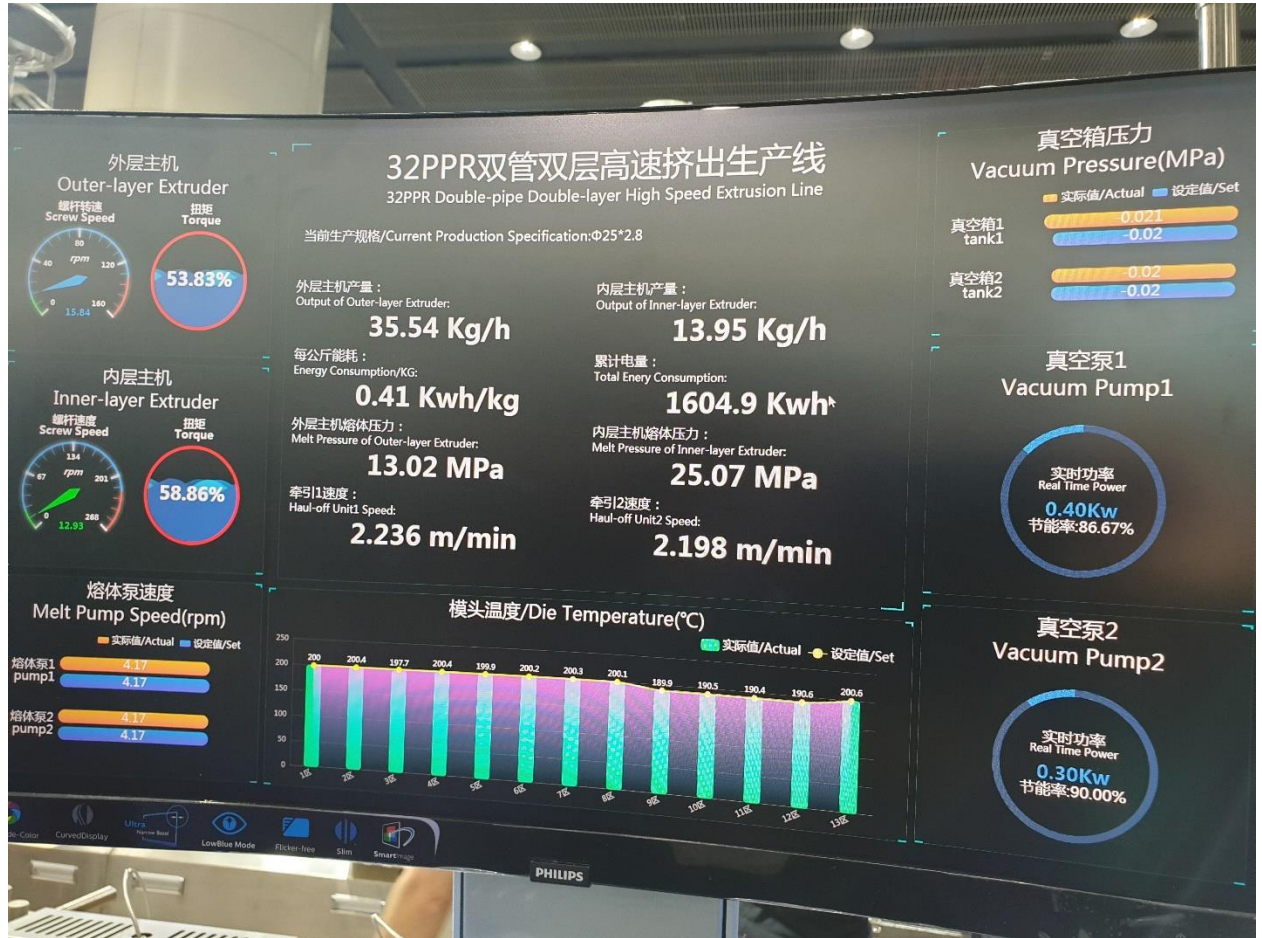 外层主机
Outer-layer Extruder
螺杆转速
Screw Speed
扭矩
Torque
80
rpm
40
120
0
160
15.84
53.83%
内层主机
Inner-layer Extruder
螺杆速度
Screw Speed
扭矩
Torque
134
rpm
67
201
0
268
12.93
58.86%
熔体泵速度
Melt Pump Speed(rpm)
实际值/Actual 设定值/Set
熔体泵1
pump1
4.17
4.17
熔体泵2
pump2
4.17
4.17
32PPR双管双层高速挤出生产线
32PPR Double-pipe Double-layer High Speed Extrusion Line
当前生产规格/Current Production Specification:Φ25*2.8
外层主机产量：
Output of Outer-layer Extruder:
35.54 Kg/h
内层主机产量：
Output of Inner-layer Extruder:
13.95 Kg/h
每公斤能耗：
Energy Consumption/KG:
0.41 Kwh/kg
累计电量：
Total Enery Consumption:
1604.9 Kwh
外层主机熔体压力：
Melt Pressure of Outer-layer Extruder:
13.02 MPa
内层主机熔体压力：
Melt Pressure of Inner-layer Extruder:
25.07 MPa
牵引1速度：
Haul-off Unit1 Speed:
2.236 m/min
牵引2速度：
Haul-off Unit2 Speed:
2.198 m/min
模头温度/Die Temperature(℃)
实际值/Actual 设定值/Set
250
200
150
100
50
0
200 200.4 197.7 200.4 199.9 200.2 200.3 200.1 189.9 190.5 190.4 190.6 200.6
1区 2区 3区 4区 5区 6区 7区 8区 9区 10区 11区 12区 13区
真空箱压力
Vacuum Pressure(MPa)
实际值/Actual 设定值/Set
真空箱1
tank1
-0.021
-0.02
真空箱2
tank2
-0.02
-0.02
真空泵1
Vacuum Pump1
实时功率
Real Time Power
0.40Kw
节能率:86.67%
真空泵2
Vacuum Pump2
实时功率
Real Time Power
0.30Kw
节能率:90.00%
de-Color
CurvedDisplay
Ultra
Narrow Bezel
LowBlue Mode
Flicker-free
Slim
SmartImage
PHILIPS